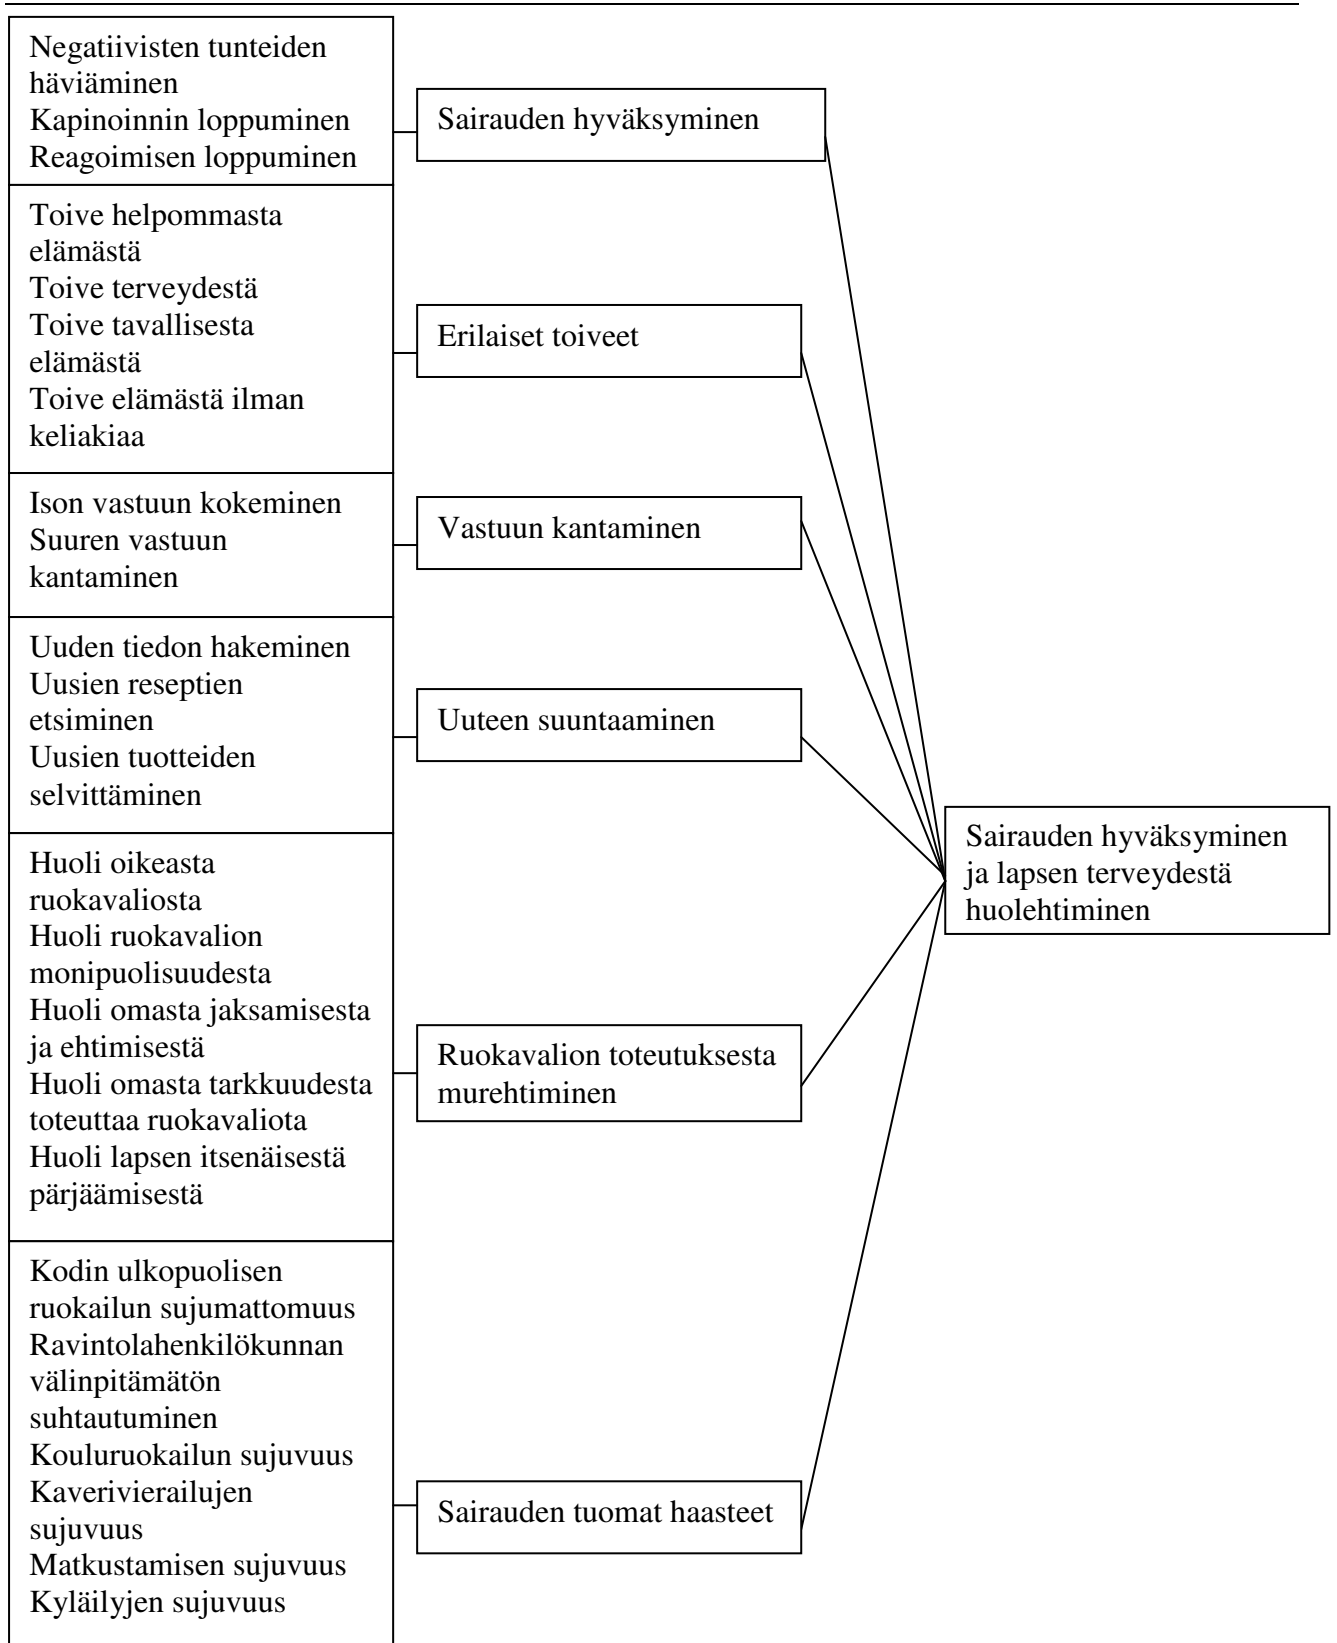 Negatiivisten tunteiden
häviäminen
Kapinoinnin loppuminen
Reagoimisen loppuminen
Sairauden hyväksyminen
Toive helpommasta
elämästä
Toive terveydestä
Toive tavallisesta
elämästä
Toive elämästä ilman
keliakiaa
Erilaiset toiveet
Ison vastuun kokeminen
Suuren vastuun
kantaminen
Vastuun kantaminen
Uuden tiedon hakeminen
Uusien reseptien
etsiminen
Uusien tuotteiden
selvittäminen
Uuteen suuntaaminen
Huoli oikeasta
ruokavaliosta
Huoli ruokavalion
monipuolisuudesta
Huoli omasta jaksamisesta
ja ehtimisestä
Huoli omasta tarkkuudesta
toteuttaa ruokavaliota
Huoli lapsen itsenäisestä
pärjäämisestä
Ruokavalion toteutuksesta
murehtiminen
Kodin ulkopuolisen
ruokailun sujumattomuus
Ravintolahenkilökunnan
välinpitämätön
suhtautuminen
Kouluruokailun sujuvuus
Kaverivierailujen
sujuvuus
Matkustamisen sujuvuus
Kyläilyjen sujuvuus
Sairauden tuomat haasteet
Sairauden hyväksyminen
ja lapsen terveydestä
huolehtiminen